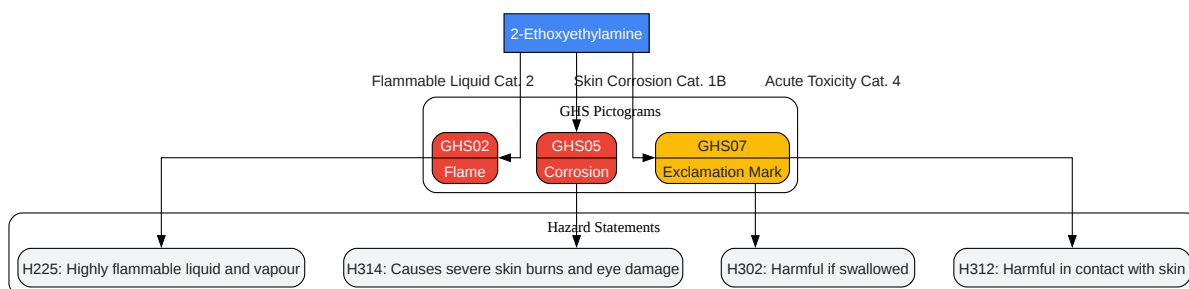 2-Ethoxyethylamine
Flammable Liquid Cat. 2
Skin Corrosion Cat. 1B
Acute Toxicity Cat. 4
GHS Pictograms
GHS02
Flame
GHS05
Corrosion
GHS07
Exclamation Mark
Hazard Statements
H225: Highly flammable liquid and vapour
H314: Causes severe skin burns and eye damage
H302: Harmful if swallowed
H312: Harmful in contact with skin